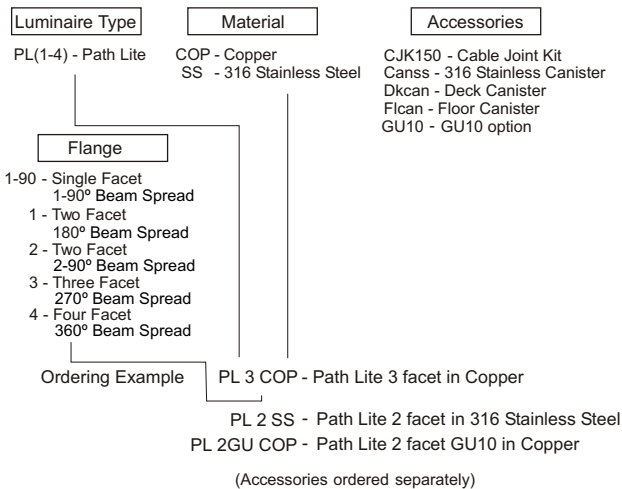 Luminaire Type
PL(1-4) - Path Lite
Material
COP - Copper
SS - 316 Stainless Steel
Accessories
CJK150 - Cable Joint Kit
Canss - 316 Stainless Canister
Dkcan - Deck Canister
Flcan - Floor Canister
GU10 - GU10 option
Flange
1-90 - Single Facet
1-90º Beam Spread
1 - Two Facet
180º Beam Spread
2 - Two Facet
2-90º Beam Spread
3 - Three Facet
270º Beam Spread
4 - Four Facet
360º Beam Spread
Ordering Example
PL 3 COP - Path Lite 3 facet in Copper
PL 2 SS - Path Lite 2 facet in 316 Stainless Steel
PL 2GU COP - Path Lite 2 facet GU10 in Copper
(Accessories ordered separately)